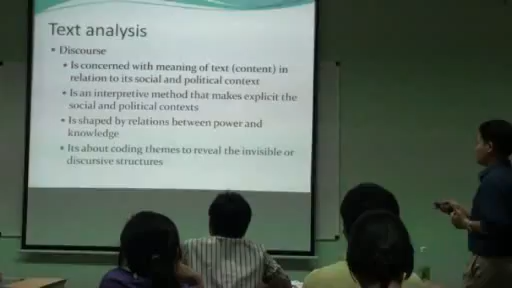 Text analysis
• Discourse
• Is concerned with meaning of text (content) in
relation to its social and political context
• Is an interpretive method that makes explicit the
social and political contexts
• Is shaped by relations between power and
knowledge
• Its about coding themes to reveal the invisible or
discursive structures